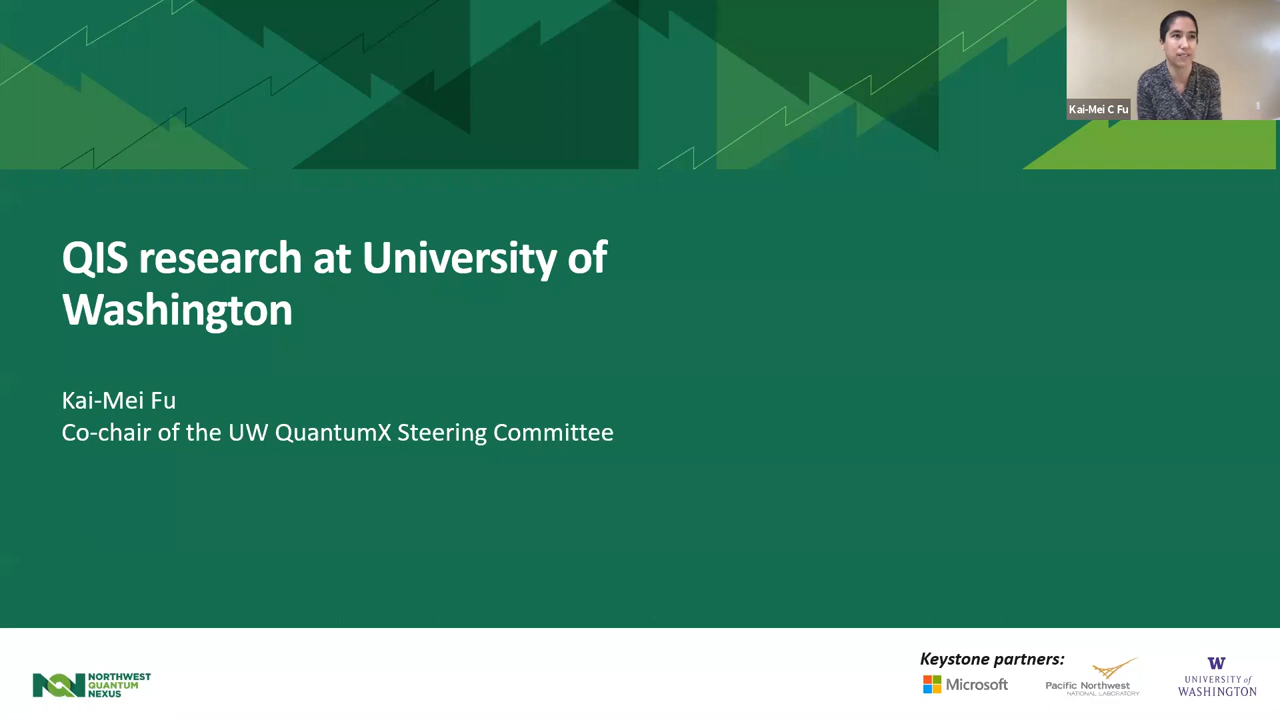 Kai-Mei C Fu
QIS research at University of
Washington
Kai-Mei Fu
Co-chair of the UW QuantumX Steering Committee
NORTHWEST
QUANTUM
NEXUS
Keystone partners:
Microsoft
Pacific Northwest
NATIONAL LABORATORY
W
UNIVERSITY of
WASHINGTON